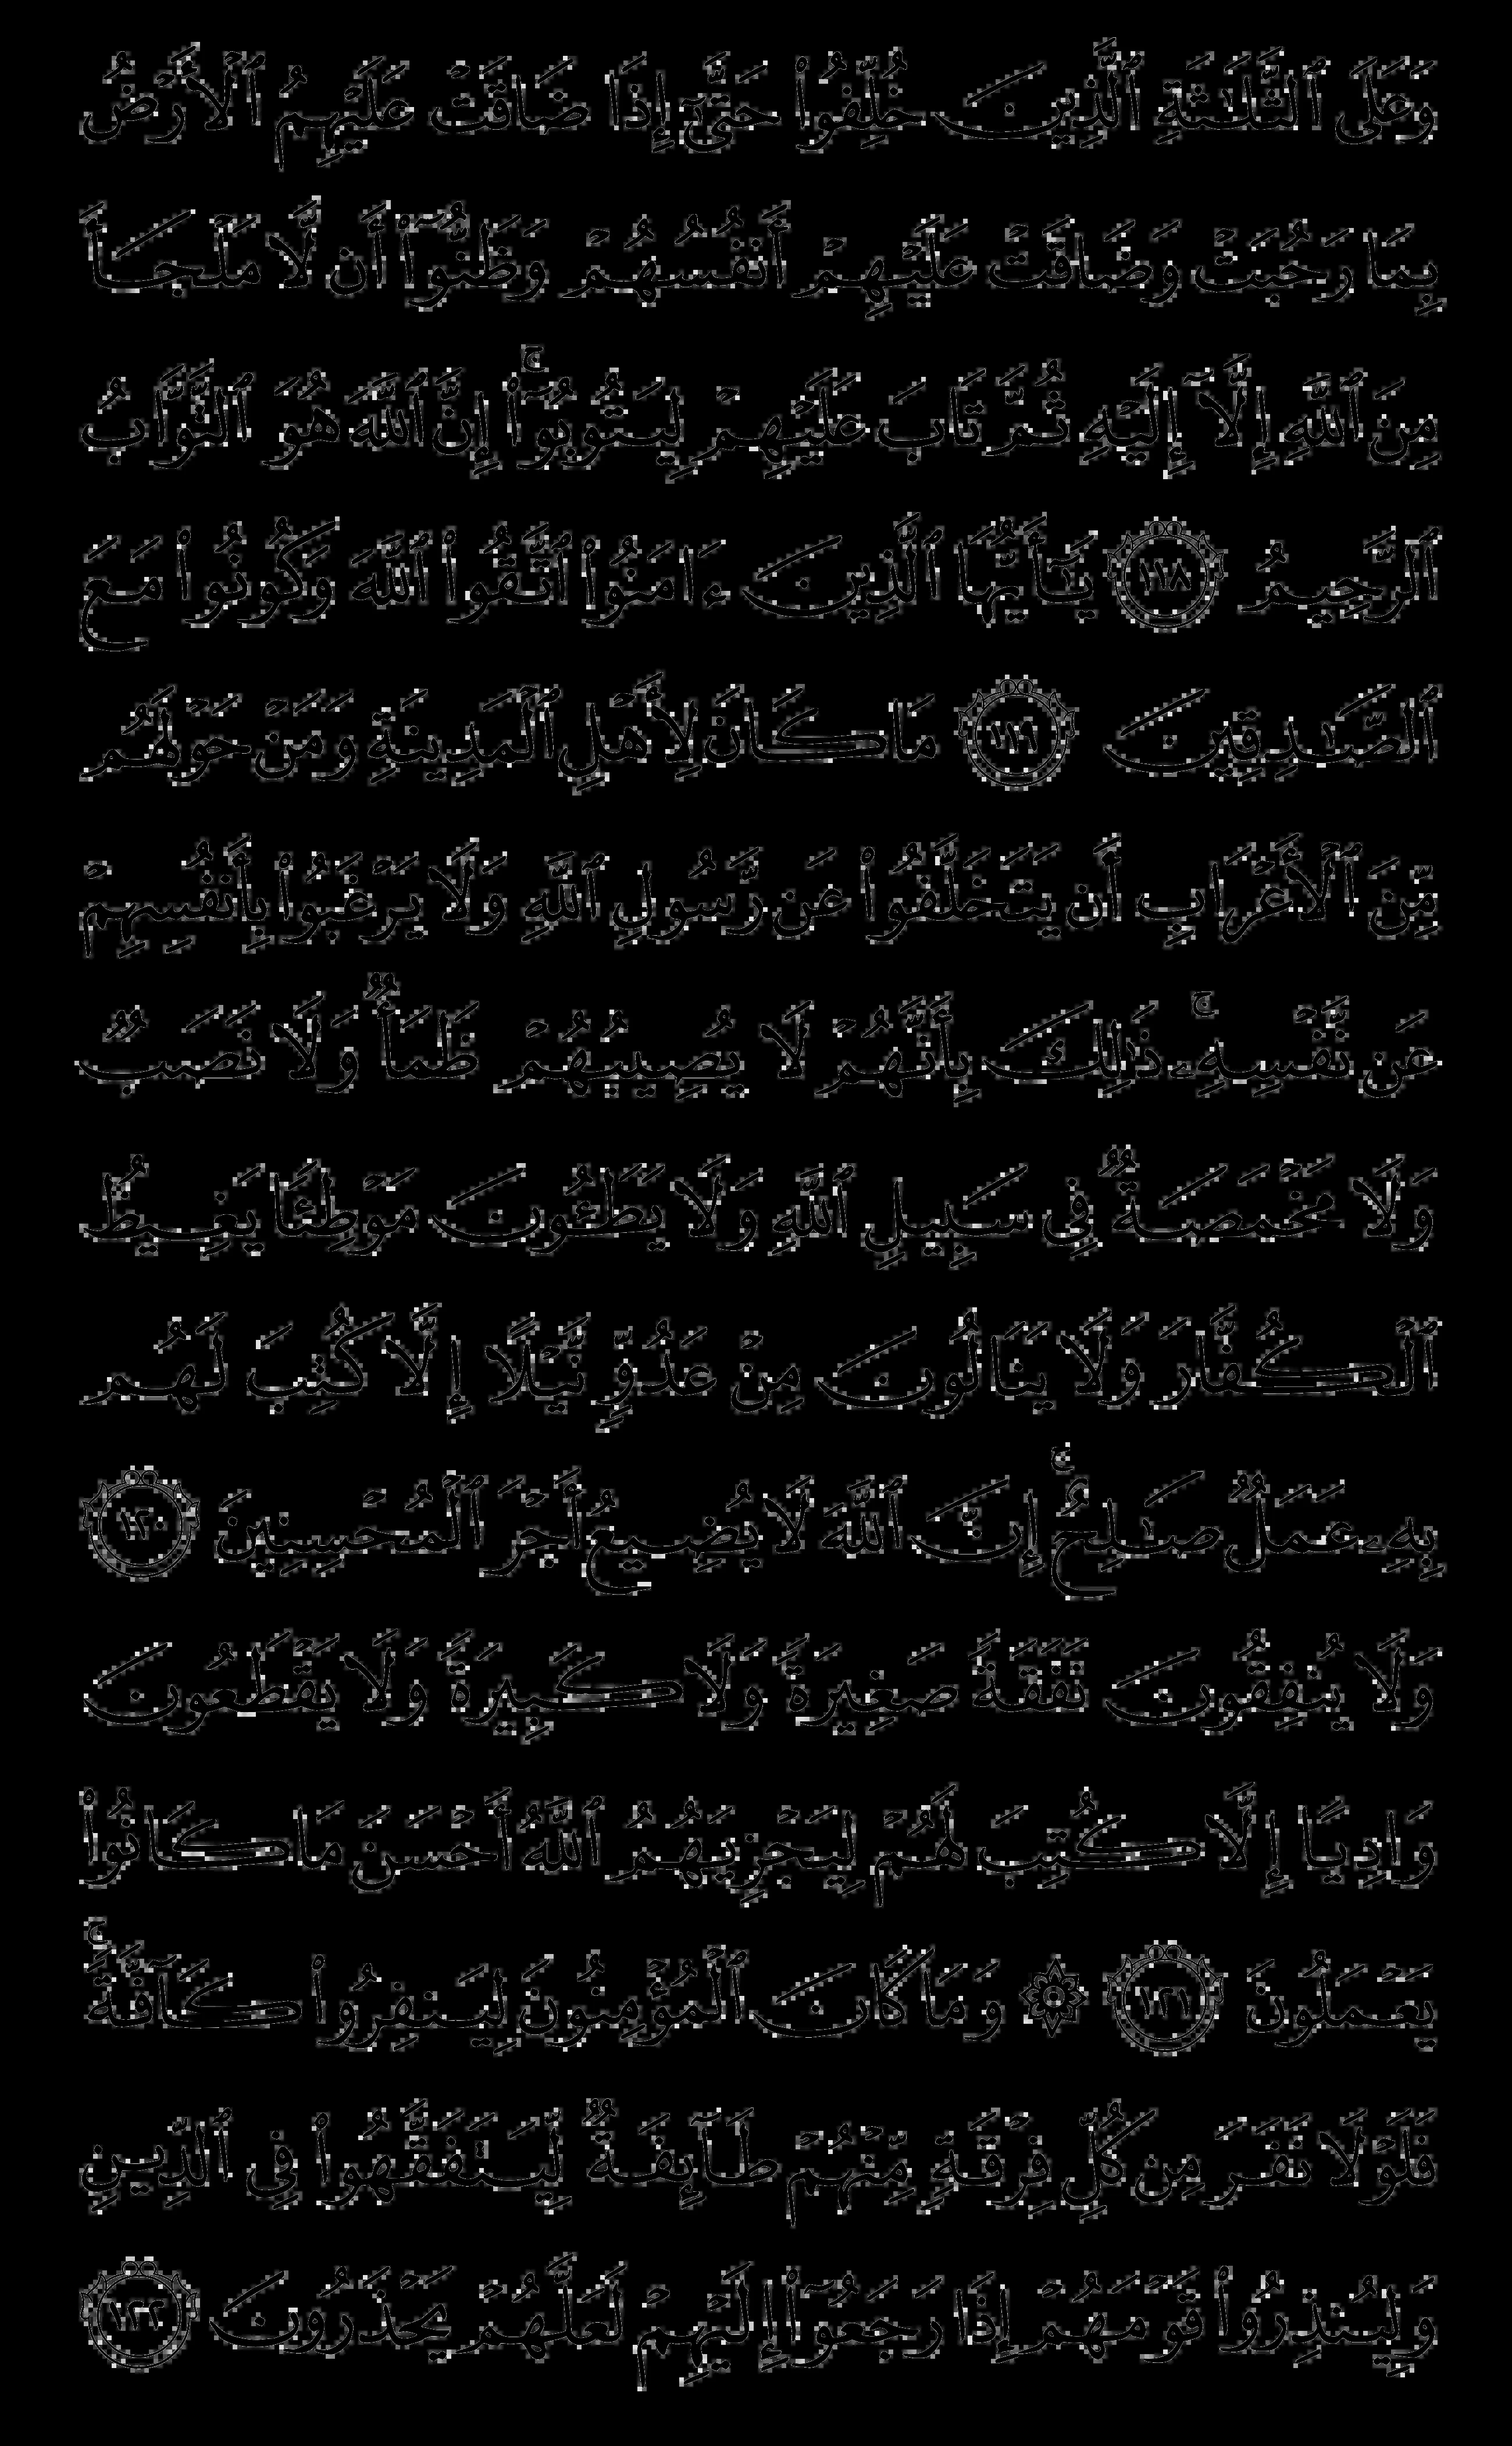 وَعَلَى ٱلثَّلَٰثَةِ ٱلَّذِينَ خُلِّفُوا۟ حَتَّىٰٓ إِذَا ضَاقَتْ عَلَيْهِمُ ٱلْأَرْضُ
بِمَا رَحُبَتْ وَضَاقَتْ عَلَيْهِمْ أَنفُسُهُمْ وَظَنُّوٓا۟ أَن لَّا مَلْجَأَ
مِنَ ٱللَّهِ إِلَّآ إِلَيْهِ ثُمَّ تَابَ عَلَيْهِمْ لِيَتُوبُوٓا۟ ۚ إِنَّ ٱللَّهَ هُوَ ٱلتَّوَّابُ
ٱلرَّحِيمُ ١١٨ يَٰٓأَيُّهَا ٱلَّذِينَ ءَامَنُوا۟ ٱتَّقُوا۟ ٱللَّهَ وَكُونُوا۟ مَعَ
ٱلصَّٰدِقِينَ ١١٩ مَا كَانَ لِأَهْلِ ٱلْمَدِينَةِ وَمَنْ حَوْلَهُم
مِّنَ ٱلْأَعْرَابِ أَن يَتَخَلَّفُوا۟ عَن رَّسُولِ ٱللَّهِ وَلَا يَرْغَبُوا۟ بِأَنفُسِهِمْ
عَن نَّفْسِهِۦ ۚ ذَٰلِكَ بِأَنَّهُمْ لَا يُصِيبُهُمْ ظَمَأٌ وَلَا نَصَبٌ
وَلَا مَخْمَصَةٌ فِى سَبِيلِ ٱللَّهِ وَلَا يَطَـُٔونَ مَوْطِئًا يَغِيظُ
ٱلْكُفَّارَ وَلَا يَنَالُونَ مِنْ عَدُوٍّ نَّيْلًا إِلَّا كُتِبَ لَهُم
بِهِۦ عَمَلٌ صَٰلِحٌ ۚ إِنَّ ٱللَّهَ لَا يُضِيعُ أَجْرَ ٱلْمُحْسِنِينَ ١٢٠
وَلَا يُنفِقُونَ نَفَقَةً صَغِيرَةً وَلَا كَبِيرَةً وَلَا يَقْطَعُونَ
وَادِيًا إِلَّا كُتِبَ لَهُمْ لِيَجْزِيَهُمُ ٱللَّهُ أَحْسَنَ مَا كَانُوا۟
يَعْمَلُونَ ١٢١ ۞ وَمَا كَانَ ٱلْمُؤْمِنُونَ لِيَنفِرُوا۟ كَآفَّةً ۚ
فَلَوْلَا نَفَرَ مِن كُلِّ فِرْقَةٍ مِّنْهُمْ طَآئِفَةٌ لِّيَتَفَقَّهُوا۟ فِى ٱلدِّينِ
وَلِيُنذِرُوا۟ قَوْمَهُمْ إِذَا رَجَعُوٓا۟ إِلَيْهِمْ لَعَلَّهُمْ يَحْذَرُونَ ١٢٢